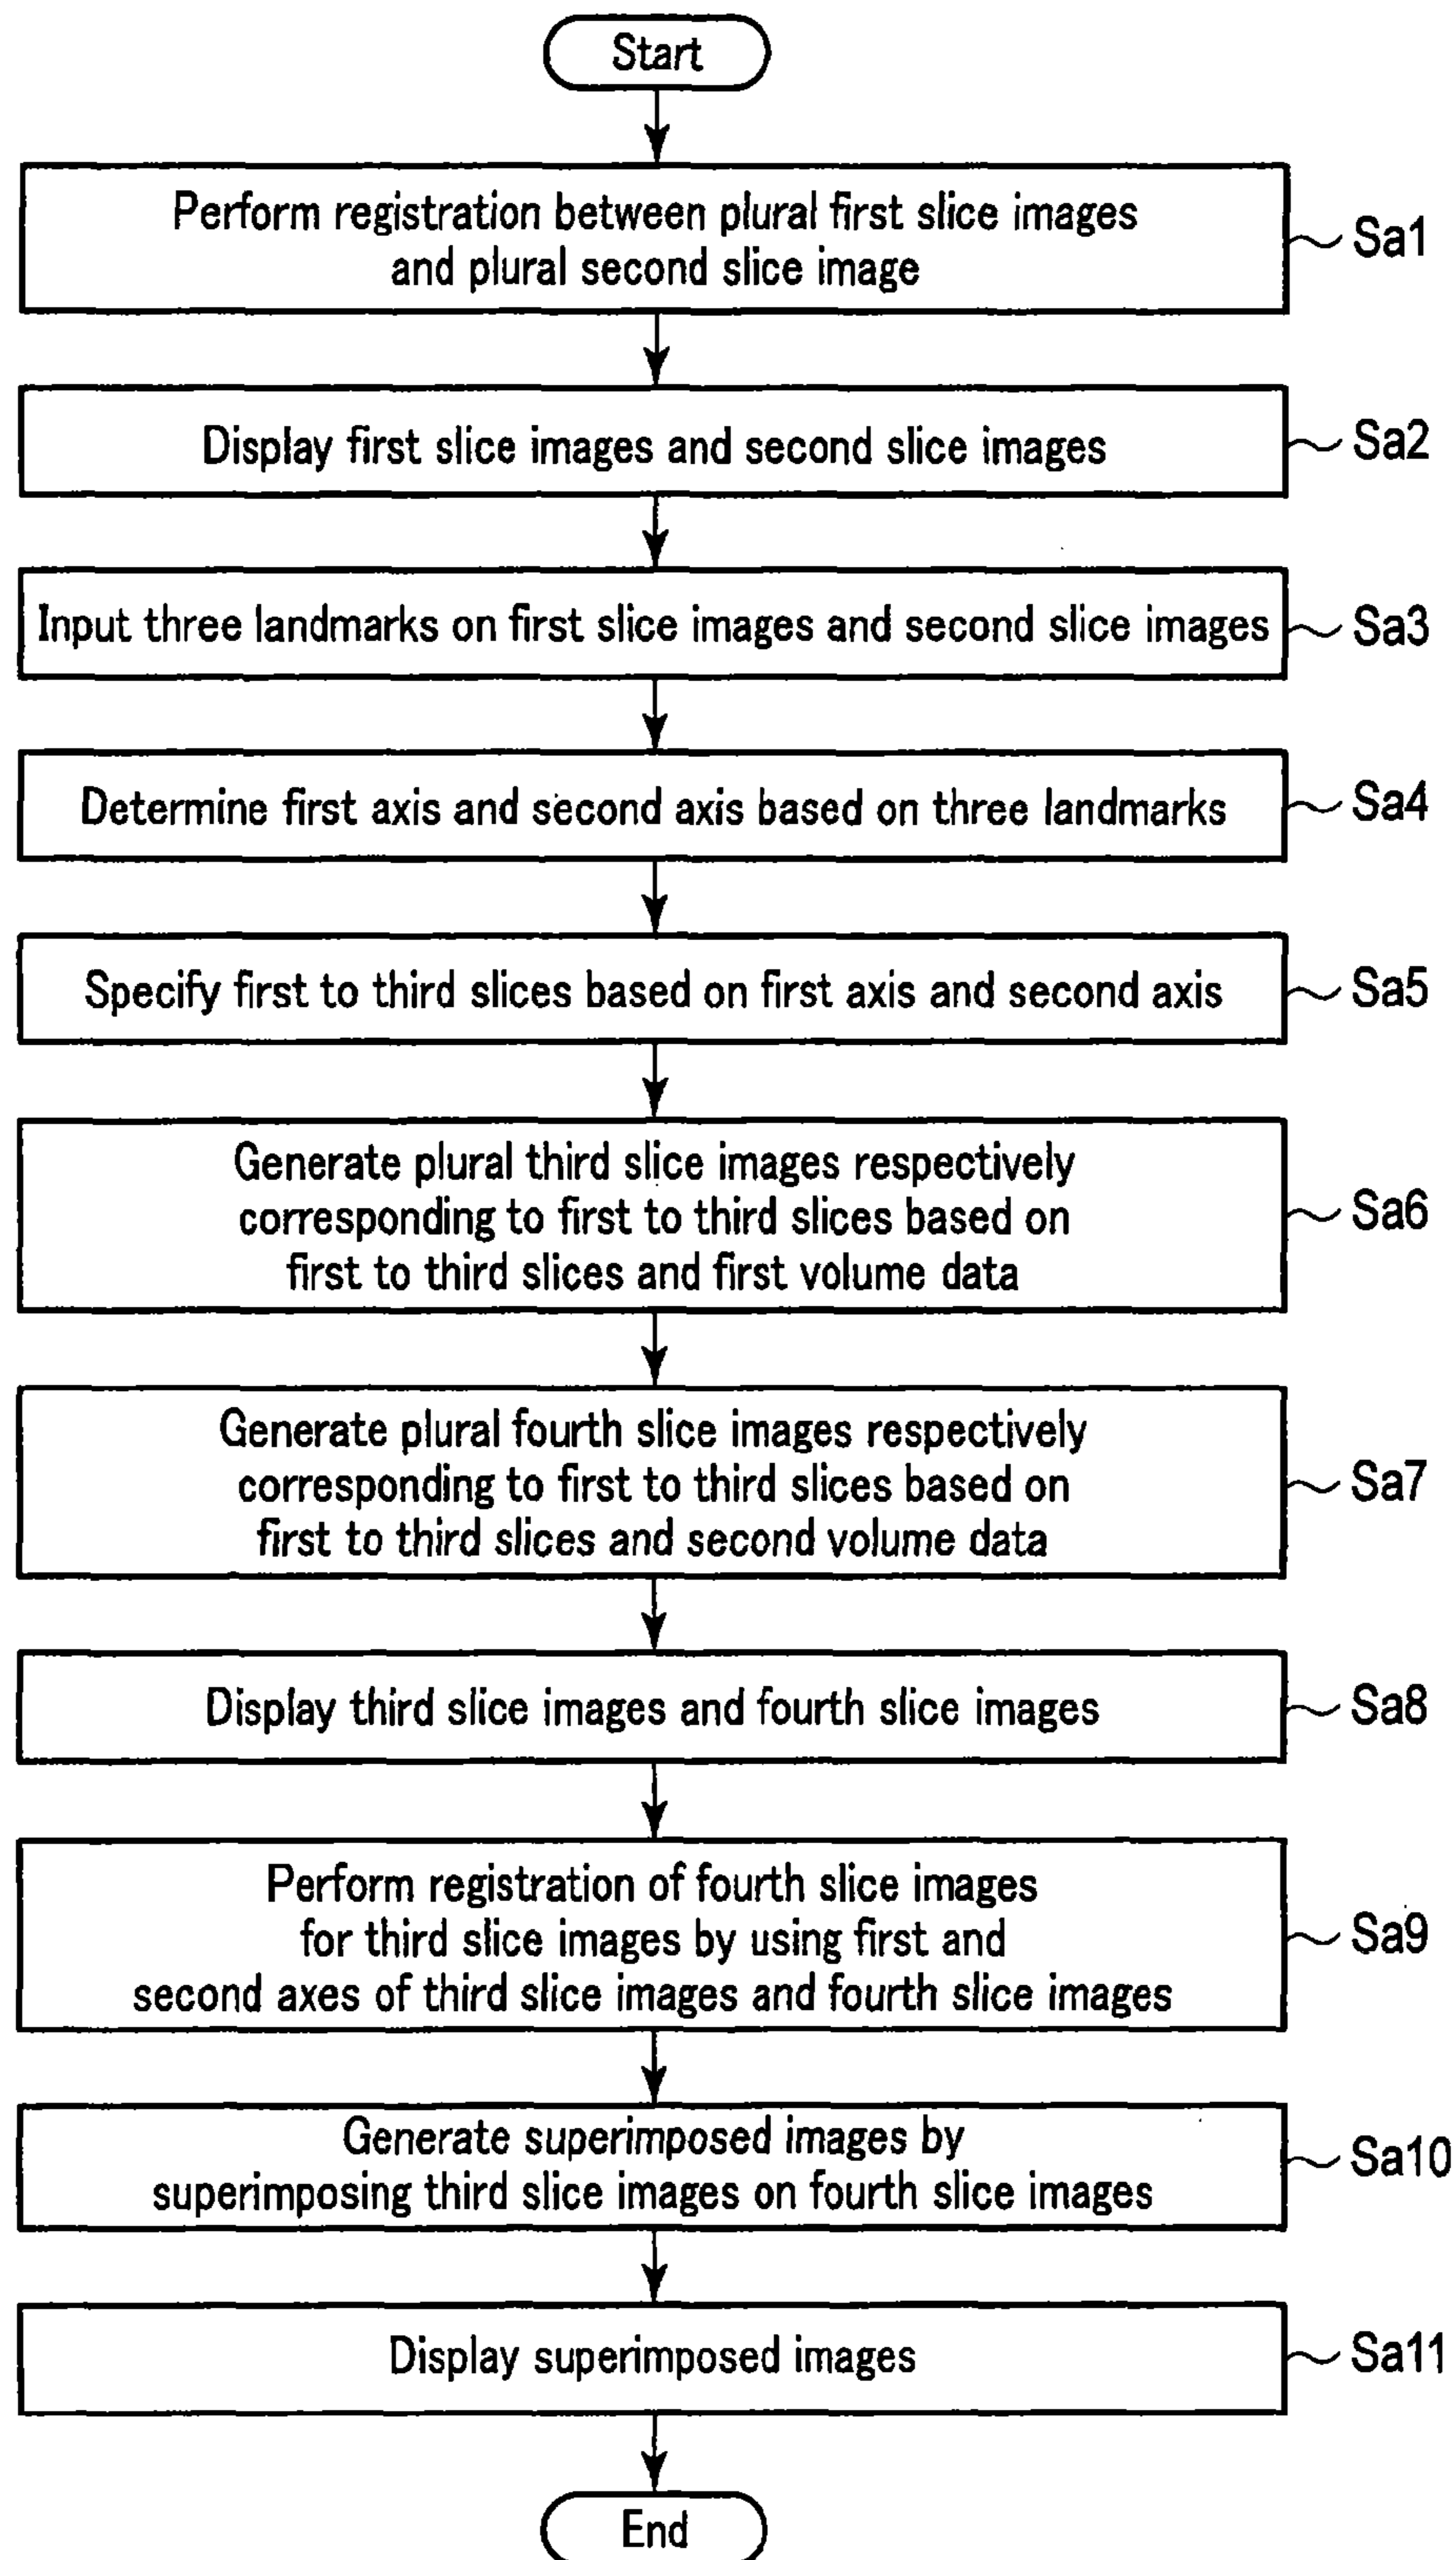 Start
Perform registration between plural first slice images
and plural second slice image
Sa1
Display first slice images and second slice images
Sa2
Input three landmarks on first slice images and second slice images
Sa3
Determine first axis and second axis based on three landmarks
Sa4
Specify first to third slices based on first axis and second axis
Sa5
Generate plural third slice images respectively
corresponding to first to third slices based on
first to third slices and first volume data
Sa6
Generate plural fourth slice images respectively
corresponding to first to third slices based on
first to third slices and second volume data
Sa7
Display third slice images and fourth slice images
Sa8
Perform registration of fourth slice images
for third slice images by using first and
second axes of third slice images and fourth slice images
Sa9
Generate superimposed images by
superimposing third slice images on fourth slice images
Sa10
Display superimposed images
Sa11
End